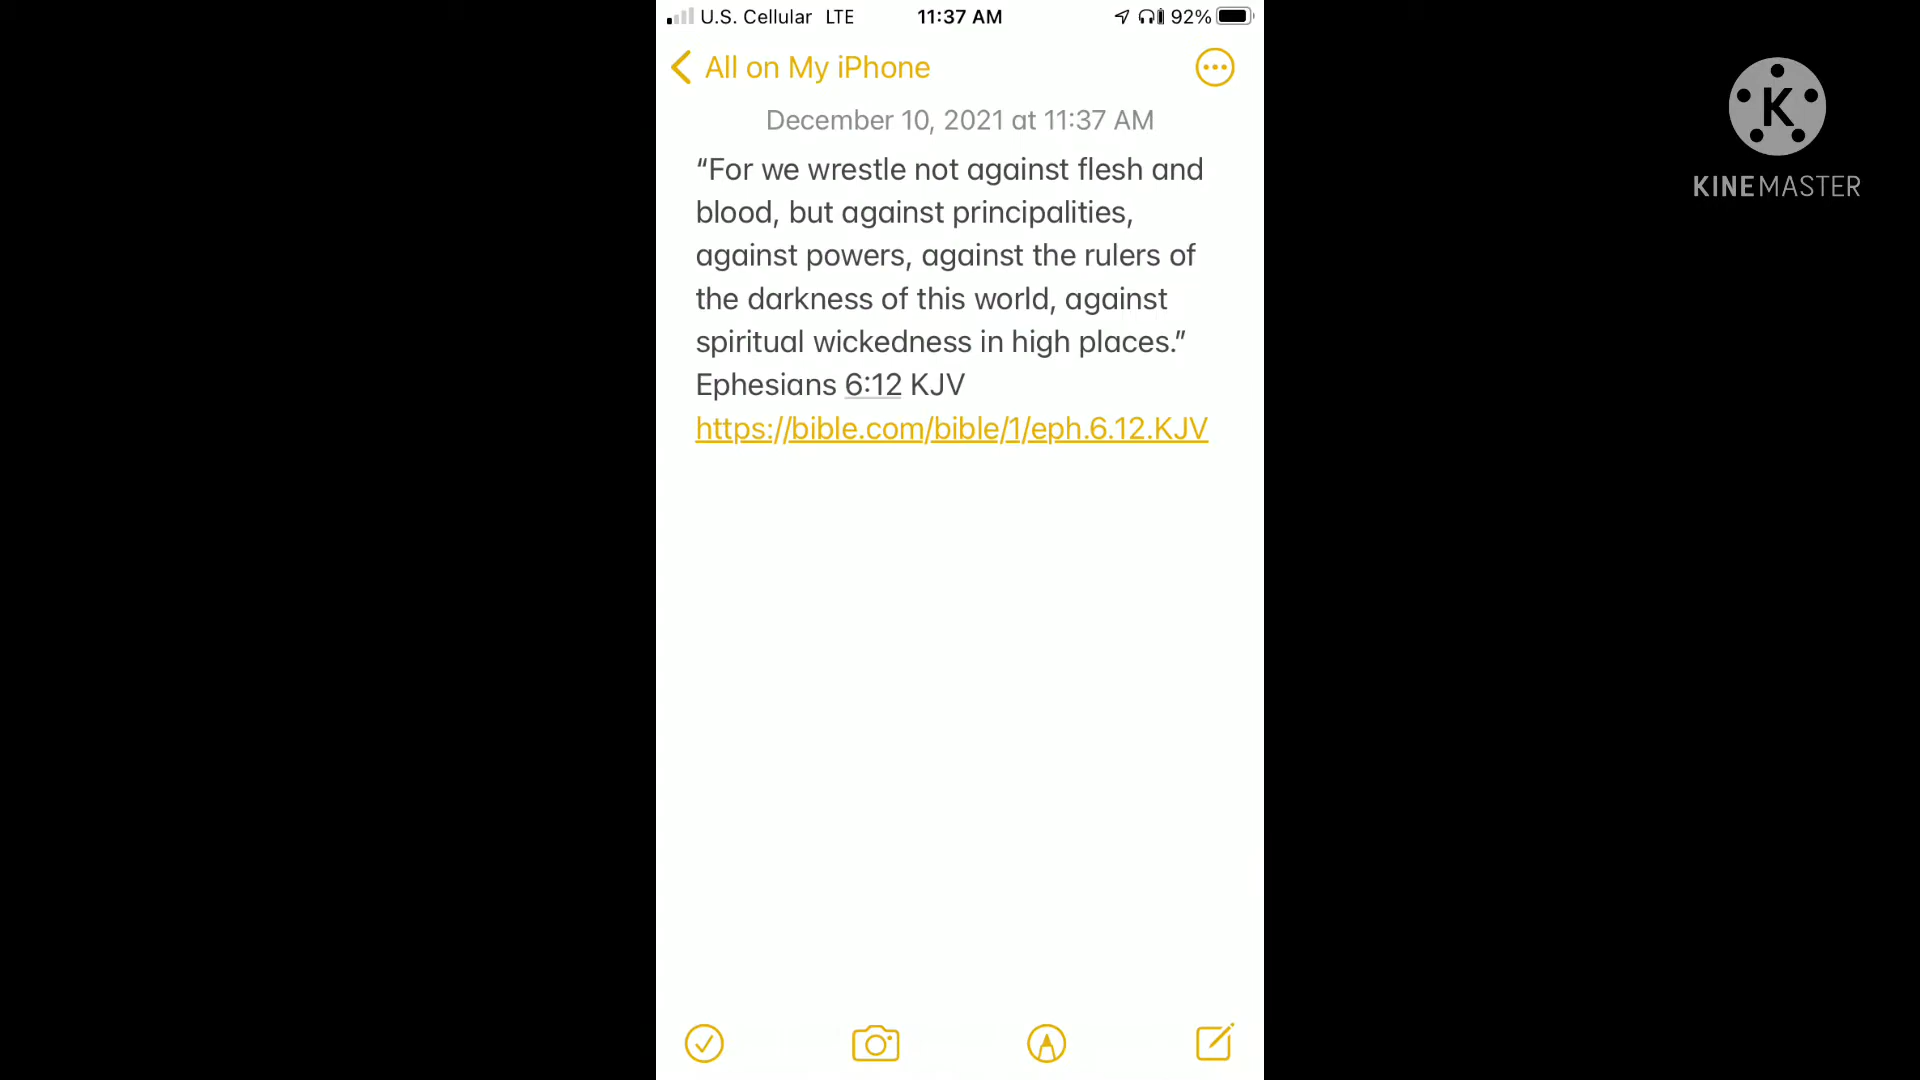 U.S. Cellular LTE 11:37 AM 92%
All on My iPhone
December 10, 2021 at 11:37 AM
“For we wrestle not against flesh and
blood, but against principalities,
against powers, against the rulers of
the darkness of this world, against
spiritual wickedness in high places.”
Ephesians 6:12 KJV
https://bible.com/bible/1/eph.6.12.KJV
K
KINEMASTER